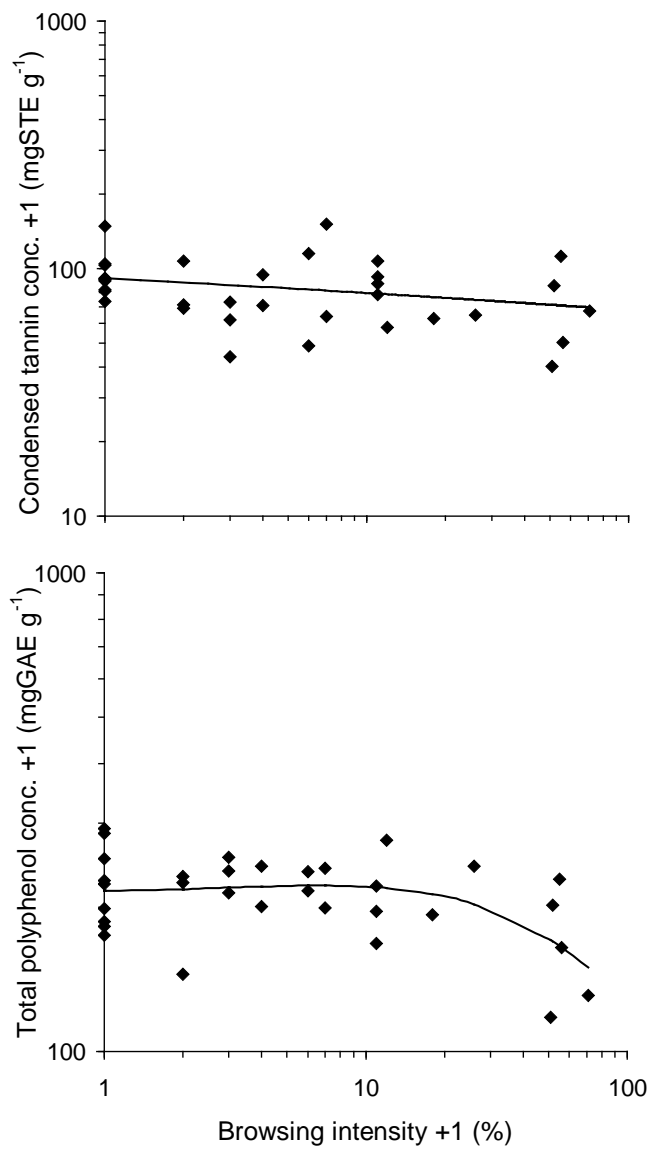 1000
100
10
Condensed tannin conc. +1 (mgSTE g-1)
1000
100
Total polyphenol conc. +1 (mgGAE g-1)
1 10 100
Browsing intensity +1 (%)